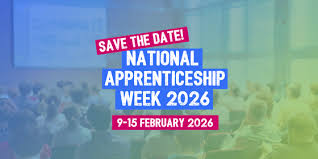 SAVE THE DATE!
NATIONAL
APPRENTICESHIP
WEEK 2026
9-15 FEBRUARY 2026